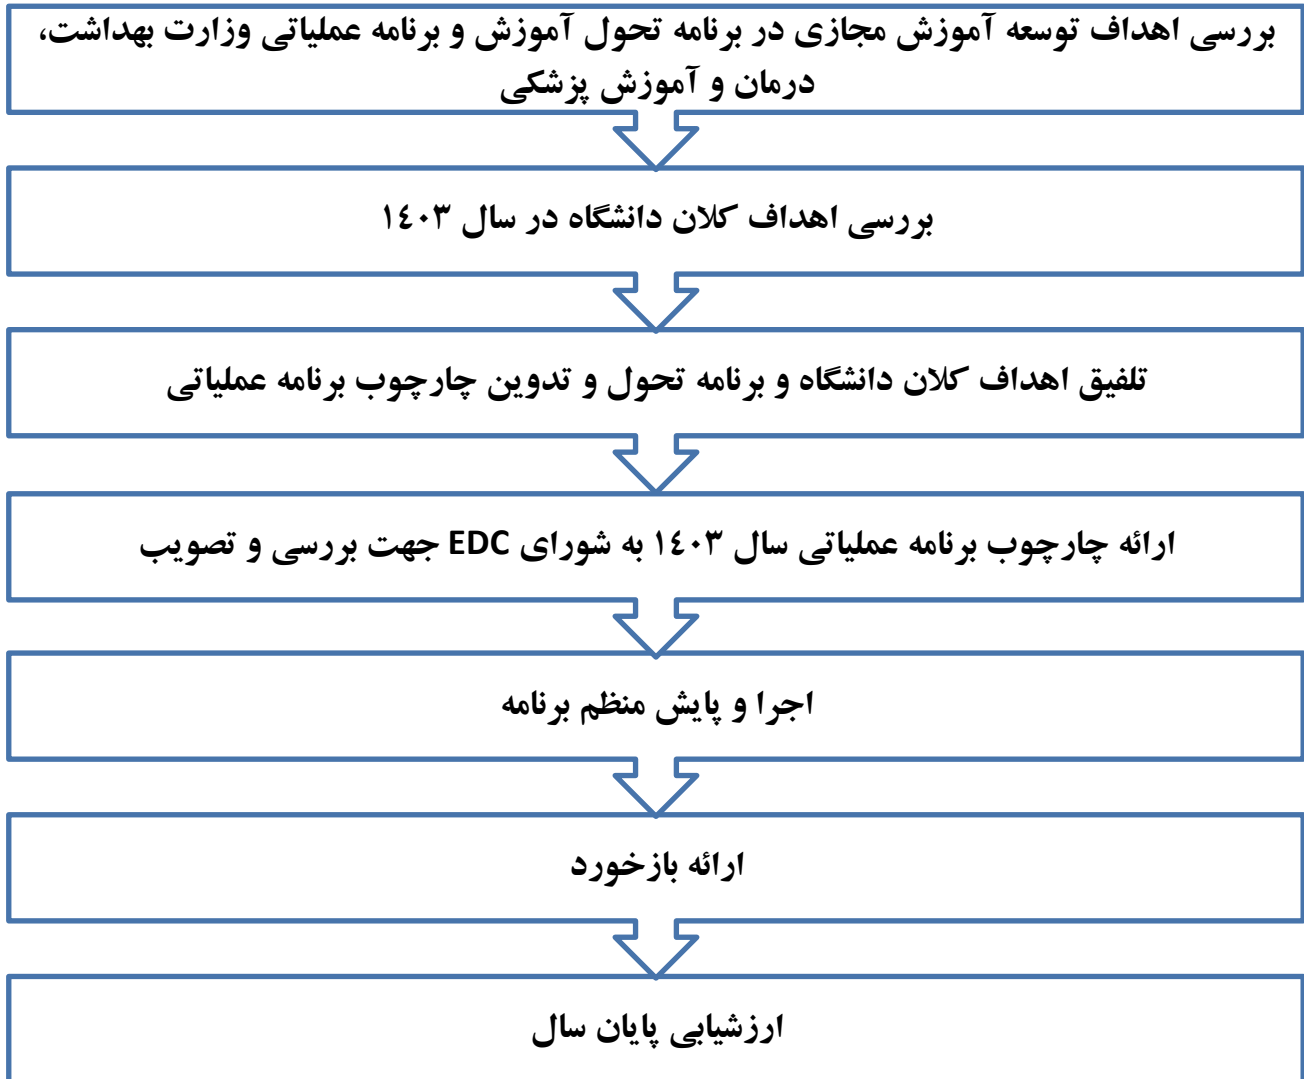 بررسی اهداف توسعه آموزش مجازی در برنامه تحول آموزش و برنامه عملیاتی وزارت بهداشت،
درمان و آموزش پزشکی
بررسی اهداف کلان دانشگاه در سال ۱٤۰۳
تلفیق اهداف کلان دانشگاه و برنامه تحول و تدوین چارچوب برنامه عملیاتی
ارائه چارچوب برنامه عملیاتی سال ۱٤۰۳ به شورای EDC جهت بررسی و تصویب
اجرا و پایش منظم برنامه
ارائه بازخورد
ارزشیابی پایان سال